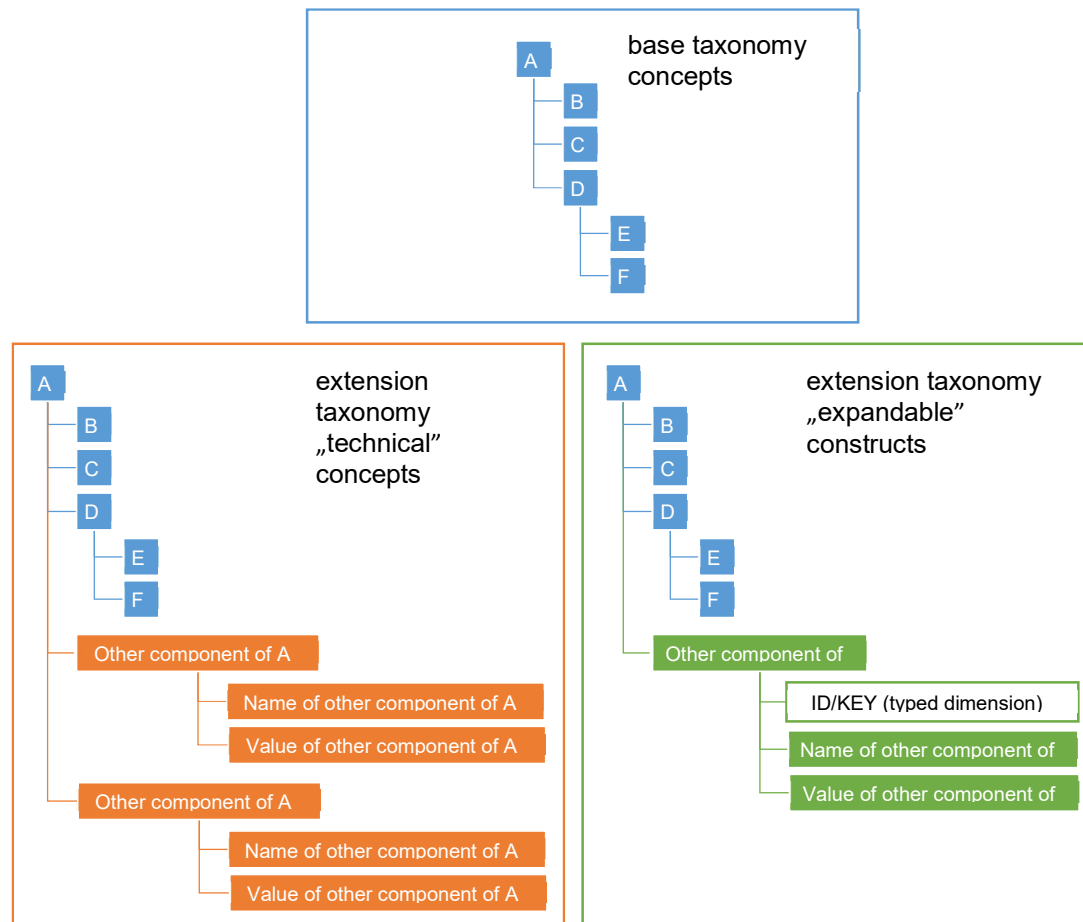 base taxonomy
concepts
A
B
C
D
E
F
extension
taxonomy
„technical”
concepts
A
B
C
D
E
F
Other component of A
Name of other component of A
Value of other component of A
Other component of A
Name of other component of A
Value of other component of A
extension taxonomy
„expandable”
constructs
A
B
C
D
E
F
Other component of
ID/KEY (typed dimension)
Name of other component of
Value of other component of